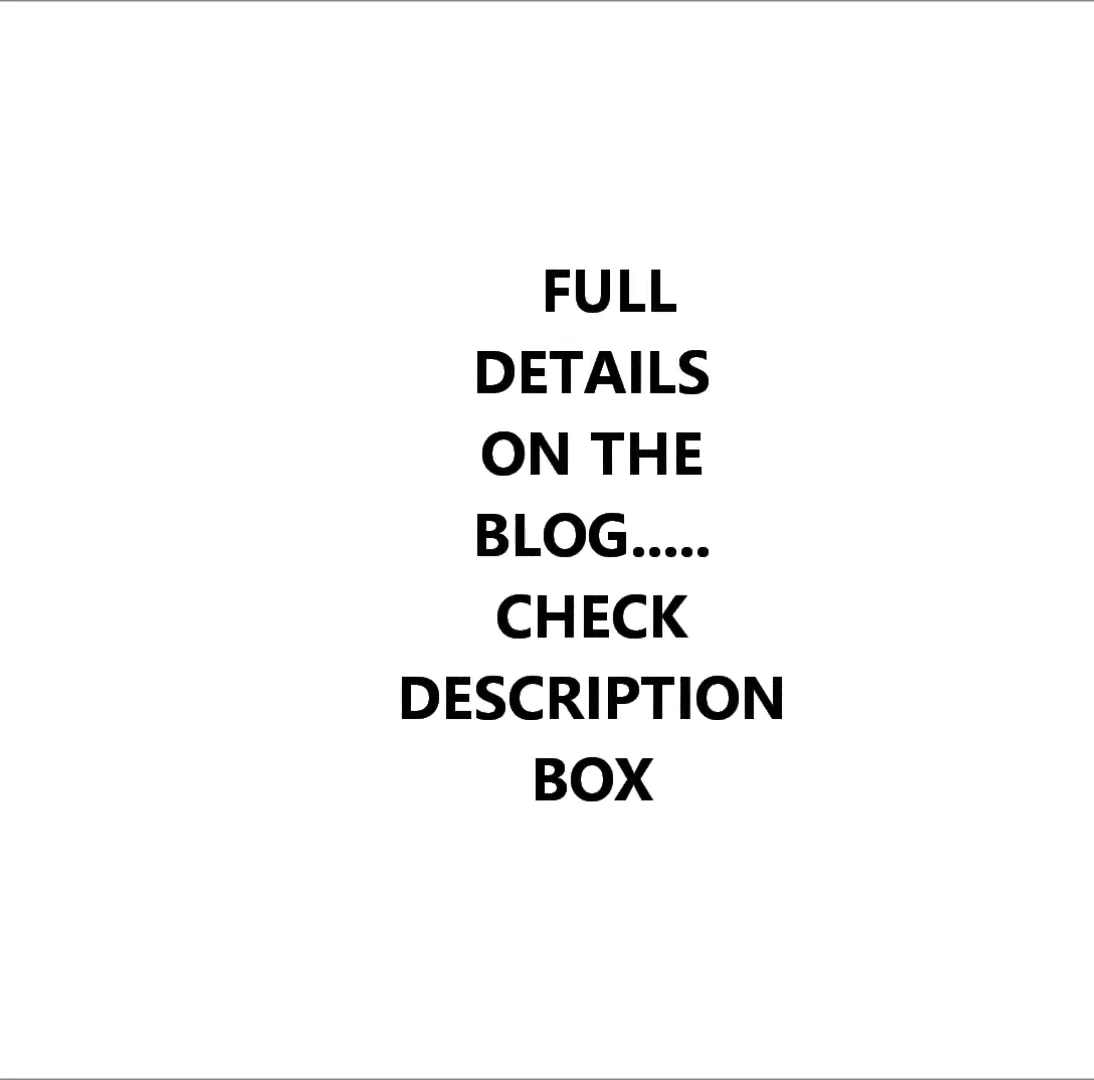 FULL
DETAILS
ON THE
BLOG.....
CHECK
DESCRIPTION
BOX